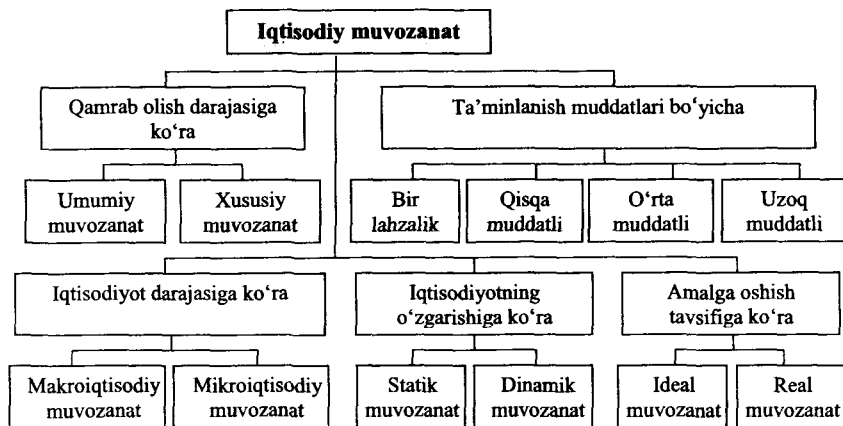 Iqtisodiy muvozanat
Qamrab olish darajasiga
ko‘ra
Ta’minlanish muddatlari bo‘yicha
Umumiy
muvozanat
Xususiy
muvozanat
Bir
lahzalik
Qisqa
muddatli
O‘rta
muddatli
Uzoq
muddatli
Iqtisodiyot darajasiga ko‘ra
Iqtisodiyotning
o‘zgarishiga ko‘ra
Amalga oshish
tavsifiga ko‘ra
Makroiqtisodiy
muvozanat
Mikroiqtisodiy
muvozanat
Statik
muvozanat
Dinamik
muvozanat
Ideal
muvozanat
Real
muvozanat